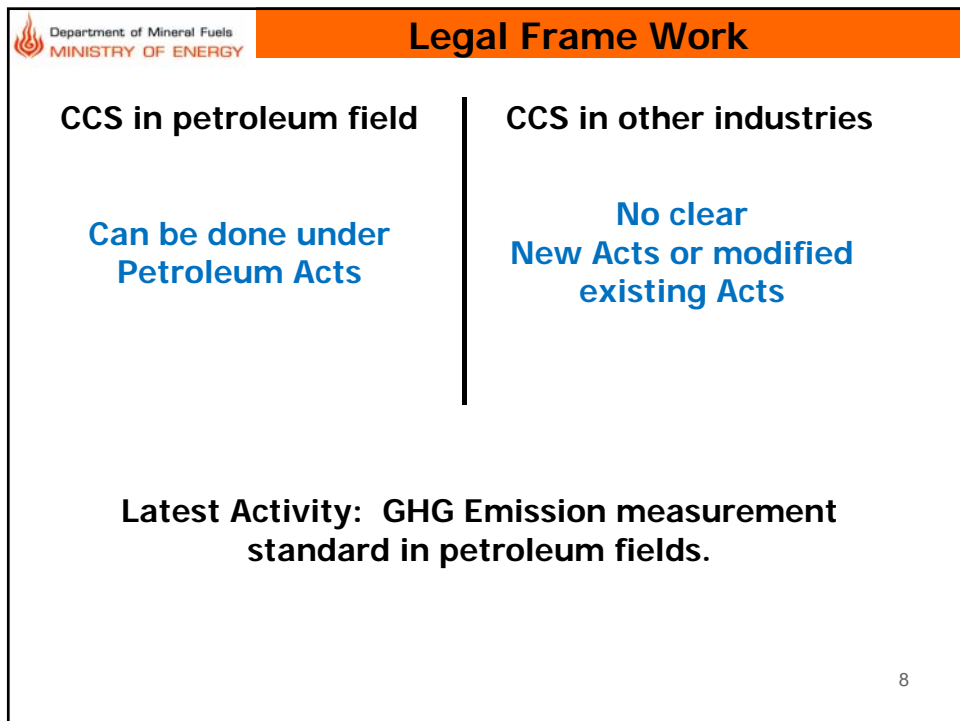 Department of Mineral Fuels
MINISTRY OF ENERGY
Legal Frame Work
CCS in petroleum field
Can be done under
Petroleum Acts
CCS in other industries
No clear
New Acts or modified
existing Acts
Latest Activity: GHG Emission measurement
standard in petroleum fields.
8